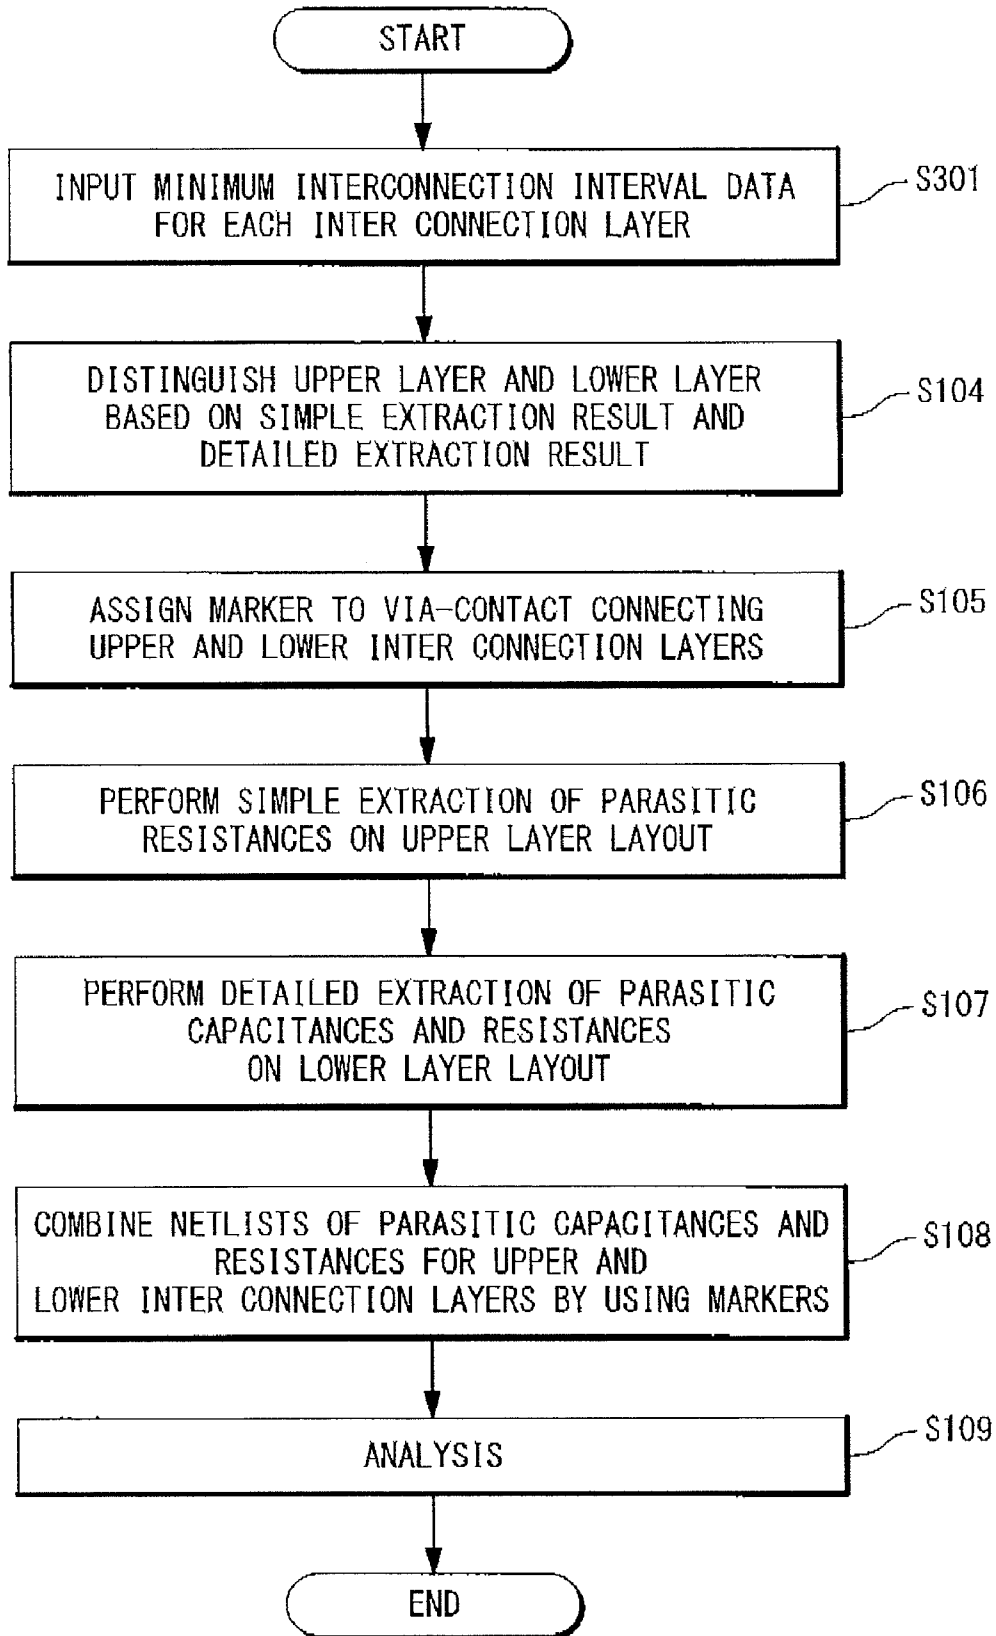 START
INPUT MINIMUM INTERCONNECTION INTERVAL DATA
FOR EACH INTER CONNECTION LAYER
S301
DISTINGUISH UPPER LAYER AND LOWER LAYER
BASED ON SIMPLE EXTRACTION RESULT AND
DETAILED EXTRACTION RESULT
S104
ASSIGN MARKER TO VIA-CONTACT CONNECTING
UPPER AND LOWER INTER CONNECTION LAYERS
S105
PERFORM SIMPLE EXTRACTION OF PARASITIC
RESISTANCES ON UPPER LAYER LAYOUT
S106
PERFORM DETAILED EXTRACTION OF PARASITIC
CAPACITANCES AND RESISTANCES
ON LOWER LAYER LAYOUT
S107
COMBINE NETLISTS OF PARASITIC CAPACITANCES AND
RESISTANCES FOR UPPER AND
LOWER INTER CONNECTION LAYERS BY USING MARKERS
S108
ANALYSIS
S109
END